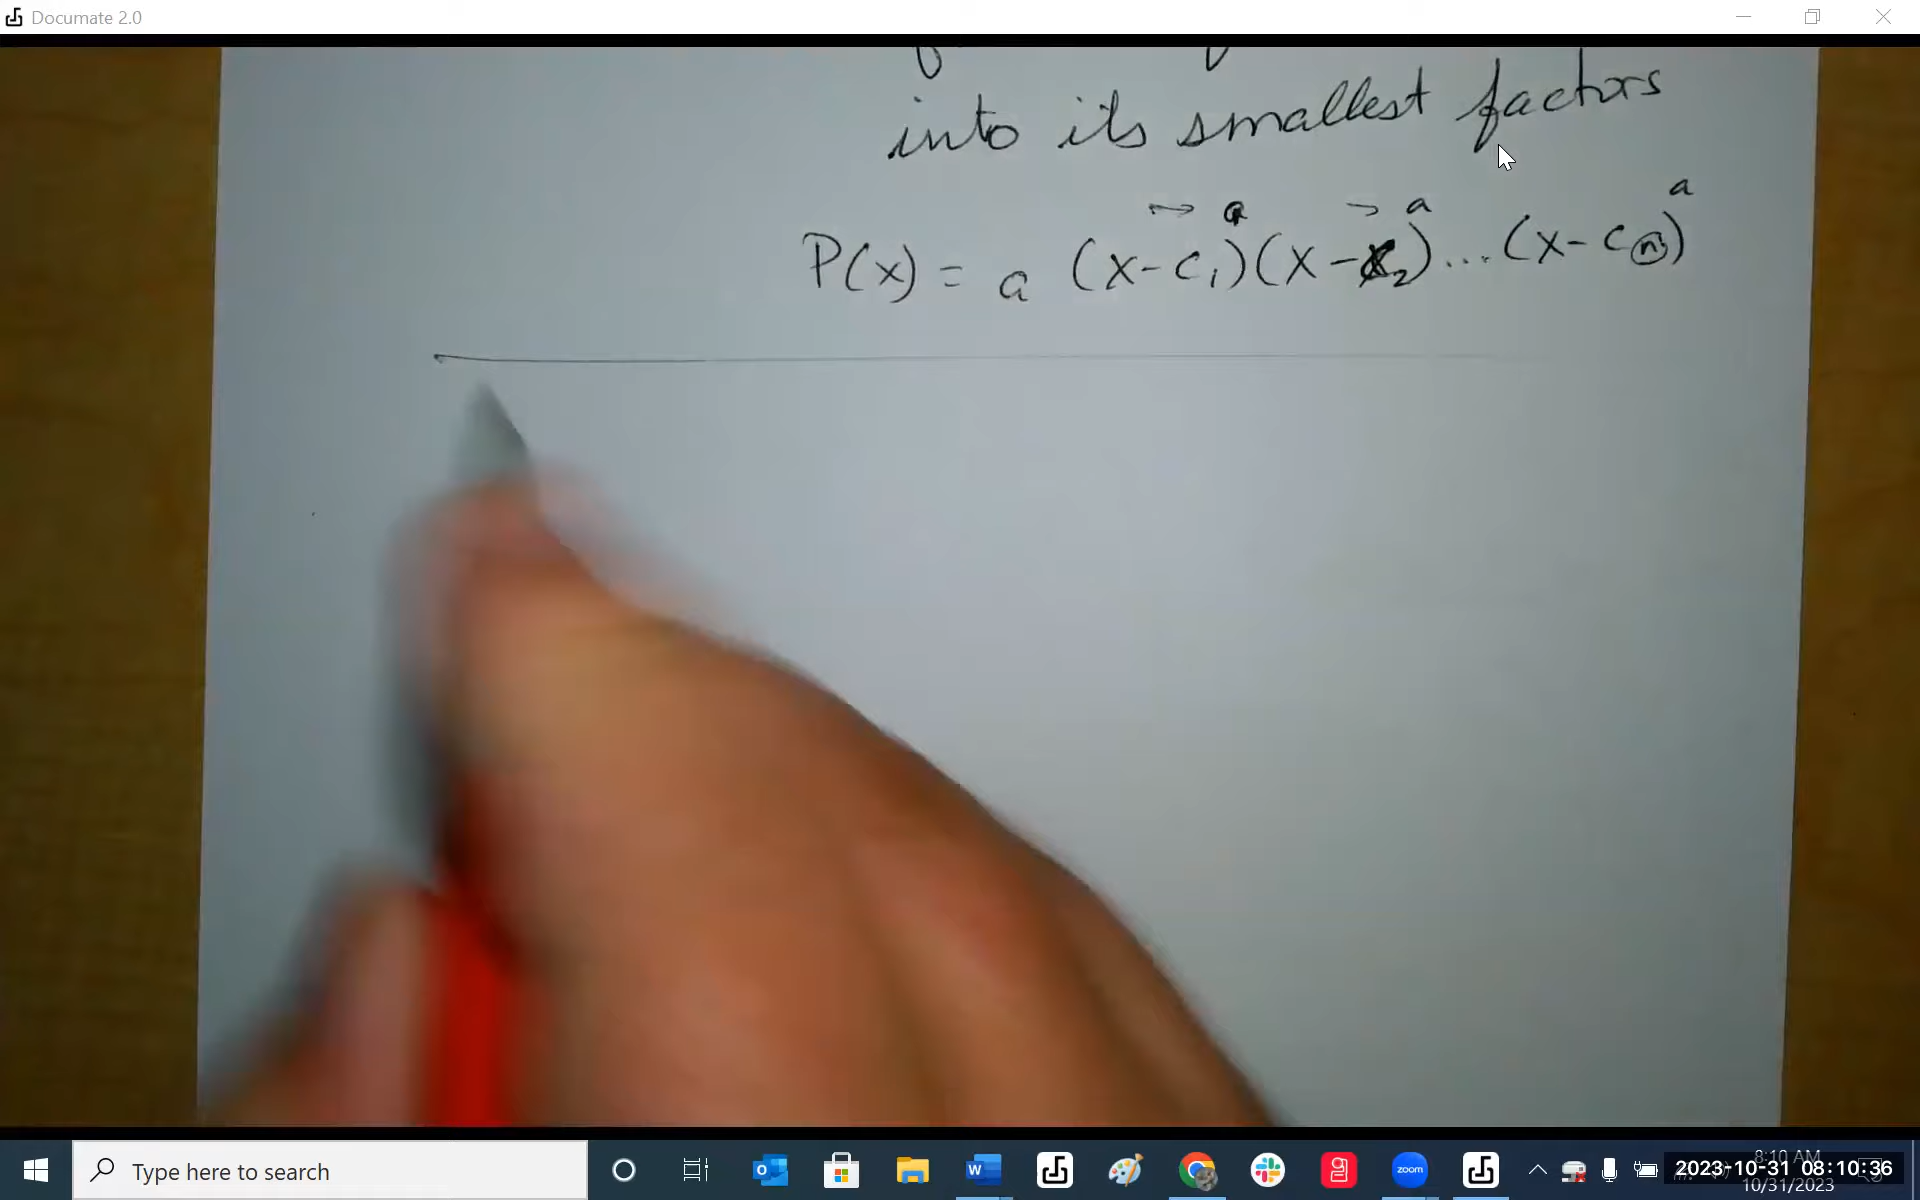 Documate 2.0
into its smallest factors
→ a → a a
P(x) = a (x-c₁)(x-c₂)...(x-cₙ)
Type here to search
8:10 AM
2023-10-31 08:10:36
10/31/2023
zoom